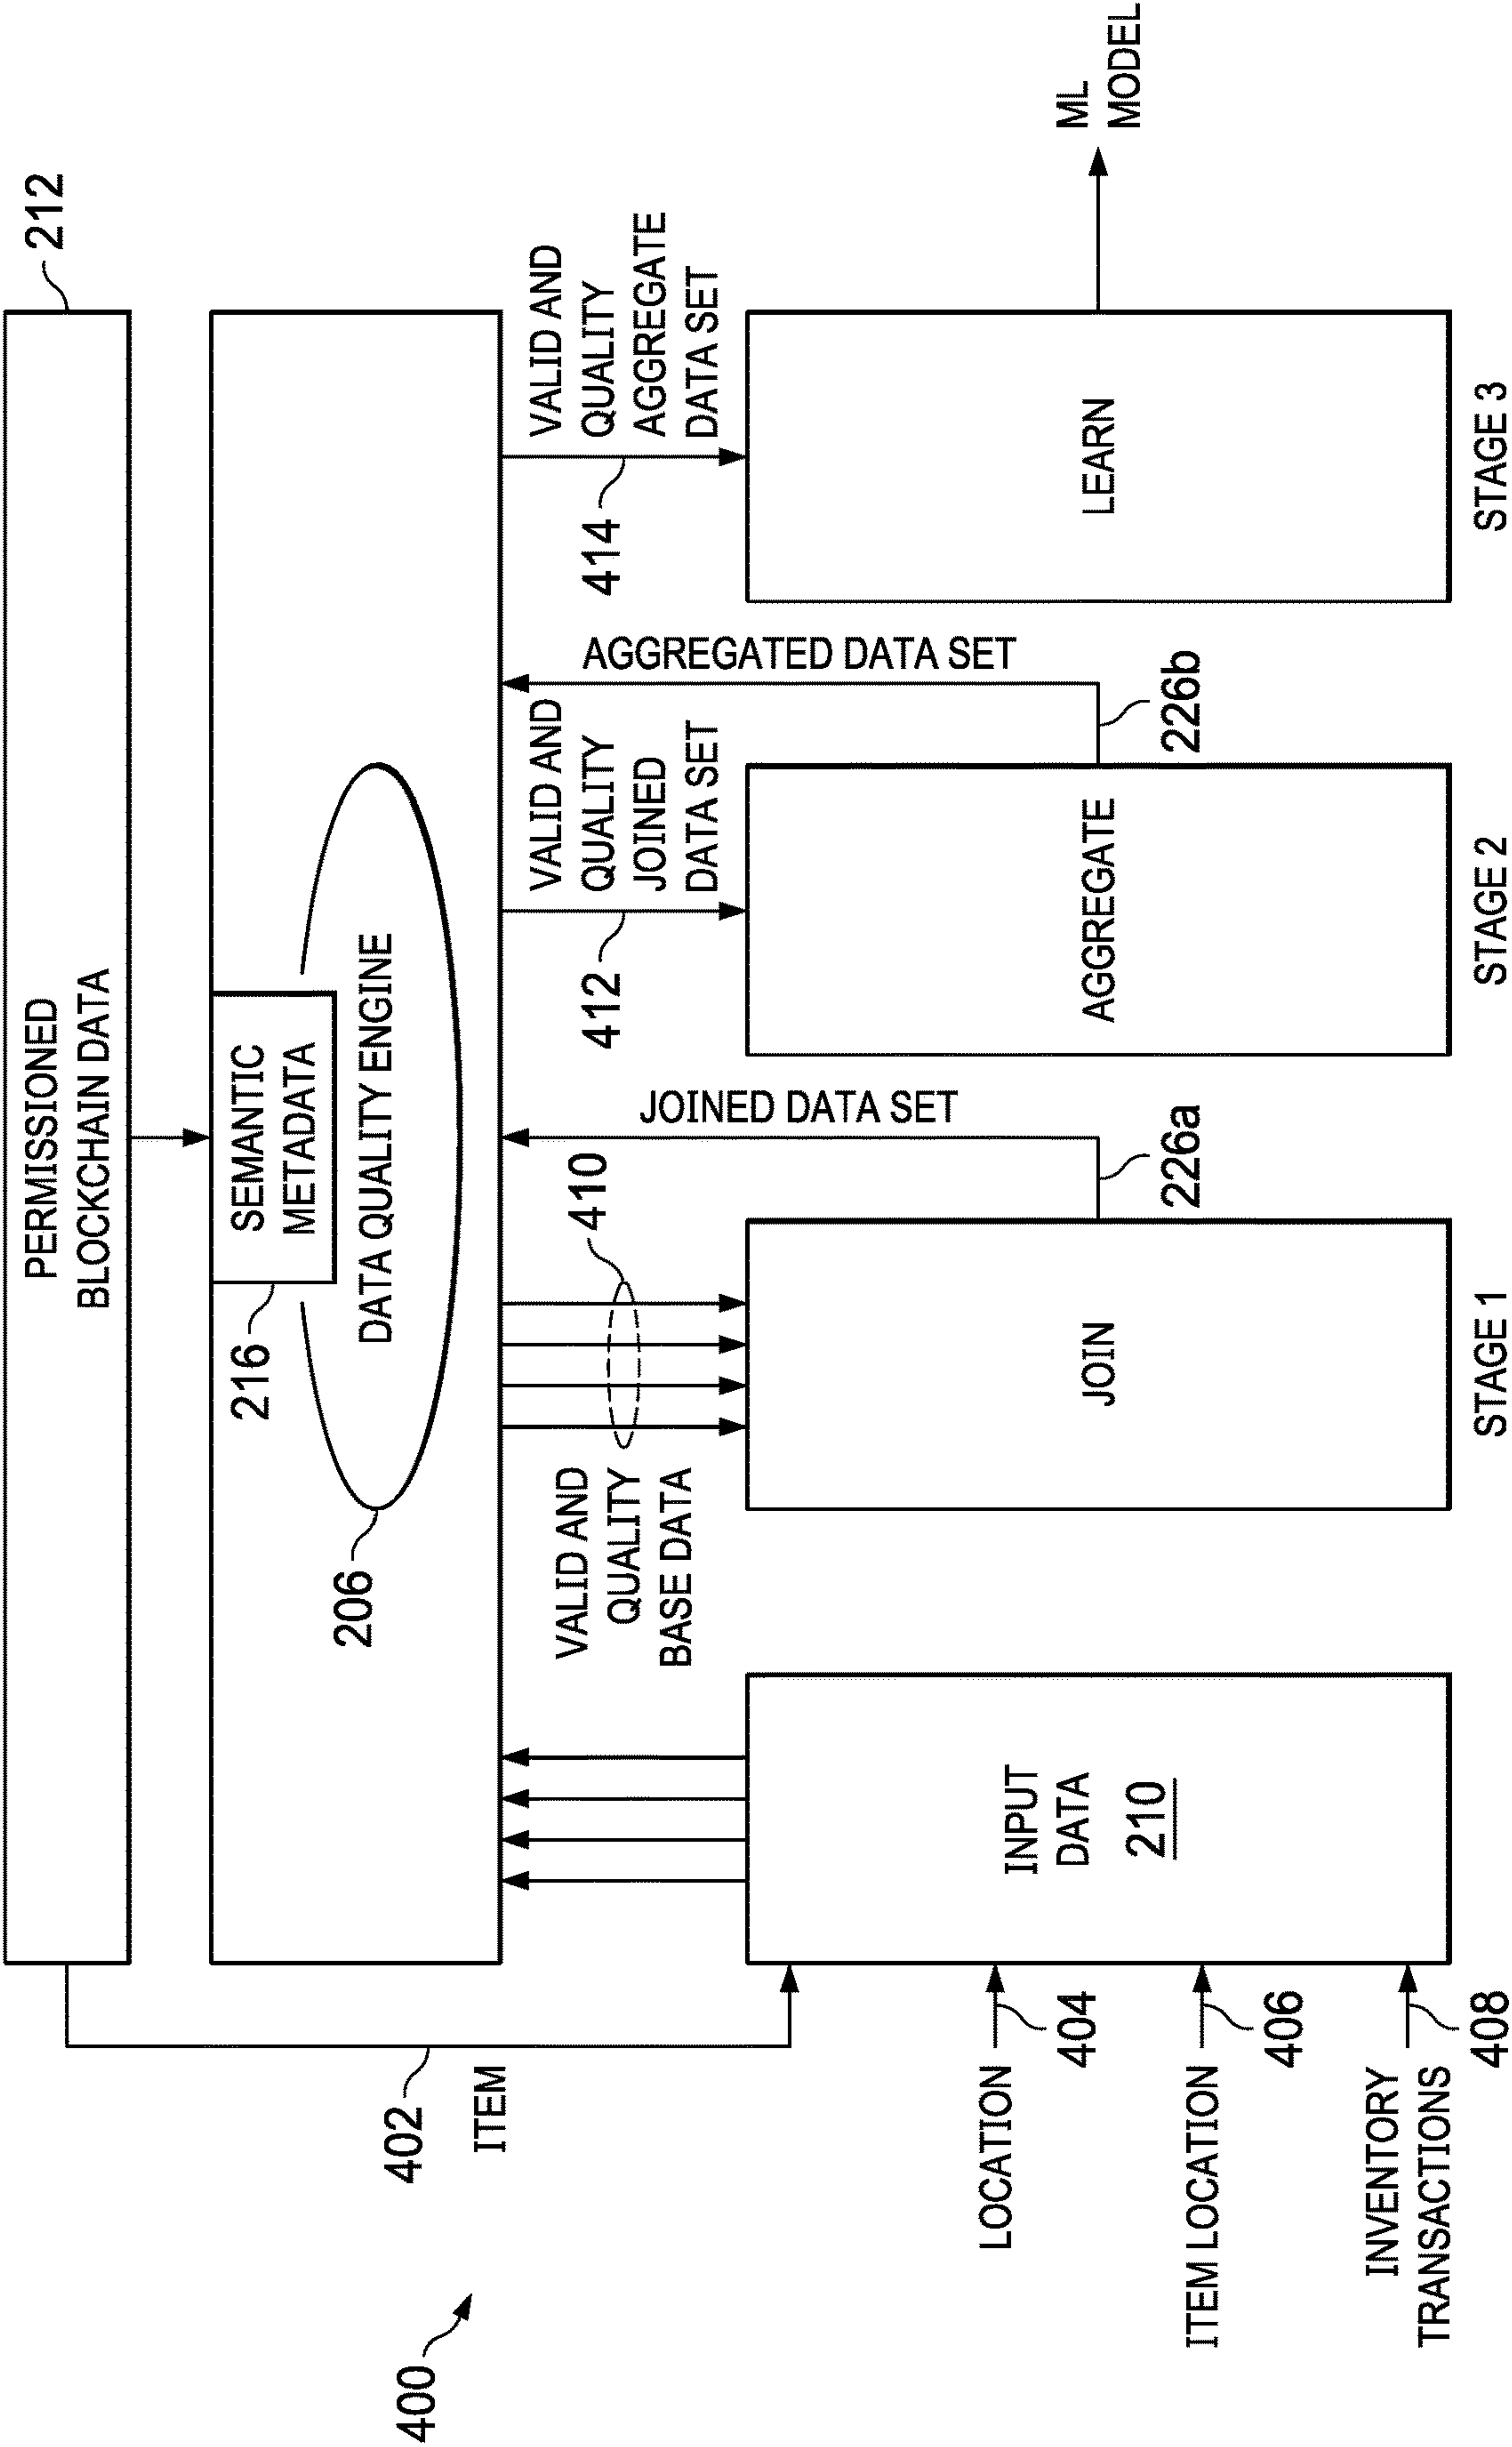 400
PERMISSIONED
BLOCKCHAIN DATA
212
SEMANTIC
METADATA
216
DATA QUALITY ENGINE
206
402
ITEM
VALID AND
QUALITY
BASE DATA
410
JOINED DATA SET
412
VALID AND
QUALITY
JOINED
DATA SET
AGGREGATED DATA SET
414
VALID AND
QUALITY
AGGREGATE
DATA SET
LOCATION
404
ITEM LOCATION
406
INVENTORY
TRANSACTIONS
408
INPUT
DATA
210
JOIN
226a
AGGREGATE
226b
LEARN
ML
MODEL
STAGE 1
STAGE 2
STAGE 3